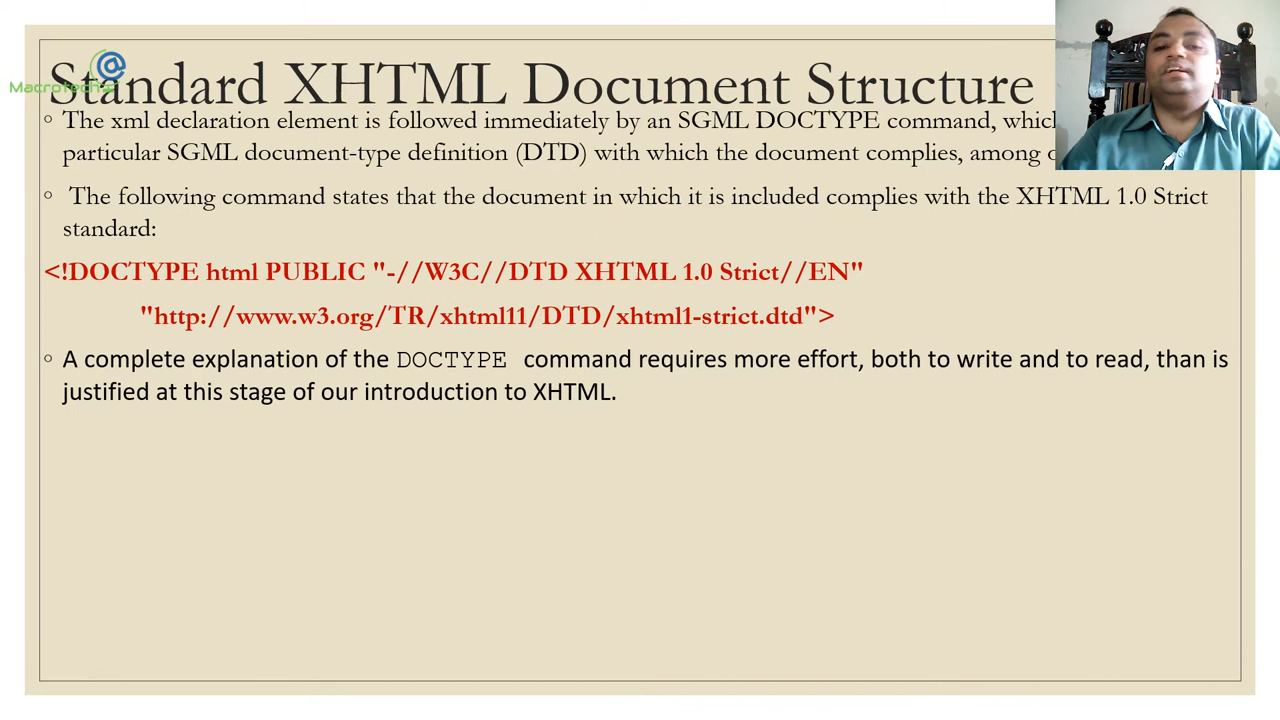 Standard XHTML Document Structure
MacroTech
◦ The xml declaration element is followed immediately by an SGML DOCTYPE command, which
particular SGML document-type definition (DTD) with which the document complies, among
◦ The following command states that the document in which it is included complies with the XHTML 1.0 Strict
standard:
<!DOCTYPE html PUBLIC "-//W3C//DTD XHTML 1.0 Strict//EN"
"http://www.w3.org/TR/xhtml11/DTD/xhtml1-strict.dtd">
◦ A complete explanation of the DOCTYPE command requires more effort, both to write and to read, than is
justified at this stage of our introduction to XHTML.